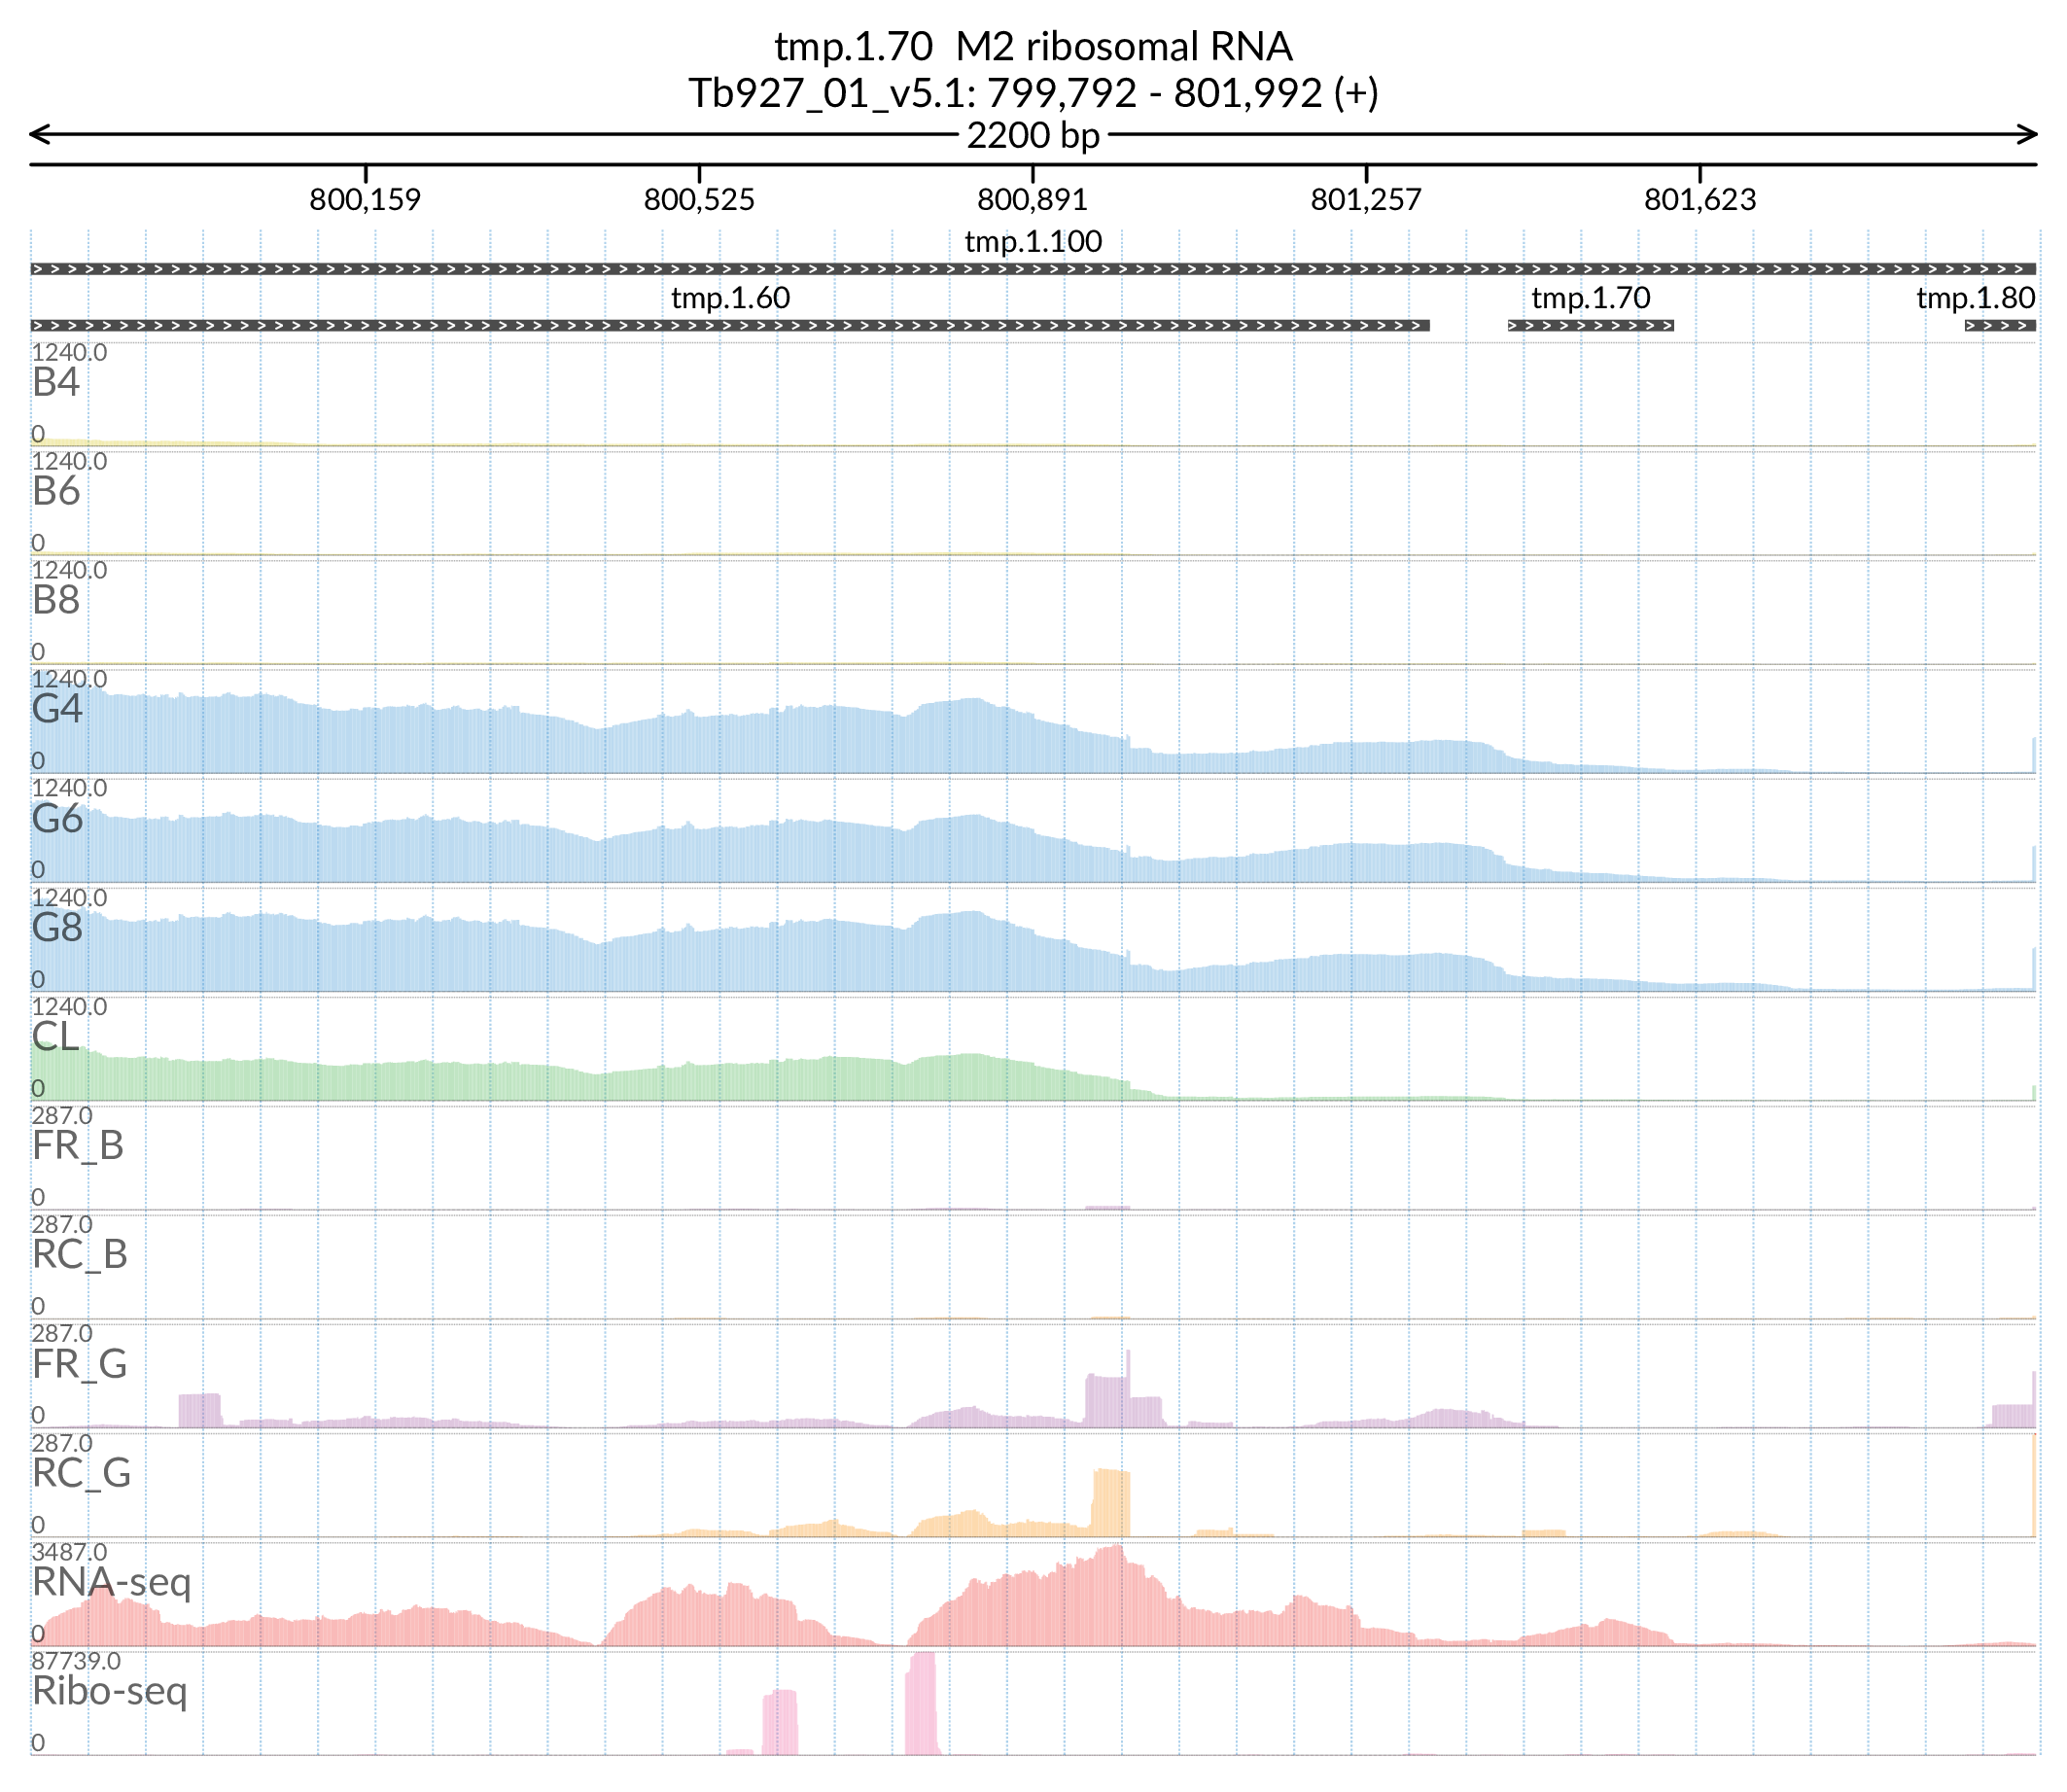 tmp.1.70 M2 ribosomal RNA
Tb927_01_v5.1: 799,792 - 801,992 (+)
2200 bp
800,159 800,525 800,891 801,257 801,623
tmp.1.100
tmp.1.60 tmp.1.70 tmp.1.80
1240.0
B4
0
1240.0
B6
0
1240.0
B8
0
1240.0
G4
0
1240.0
G6
0
1240.0
G8
0
1240.0
CL
0
287.0
FR_B
0
287.0
RC_B
0
287.0
FR_G
0
287.0
RC_G
0
3487.0
RNA-seq
0
87739.0
Ribo-seq
0